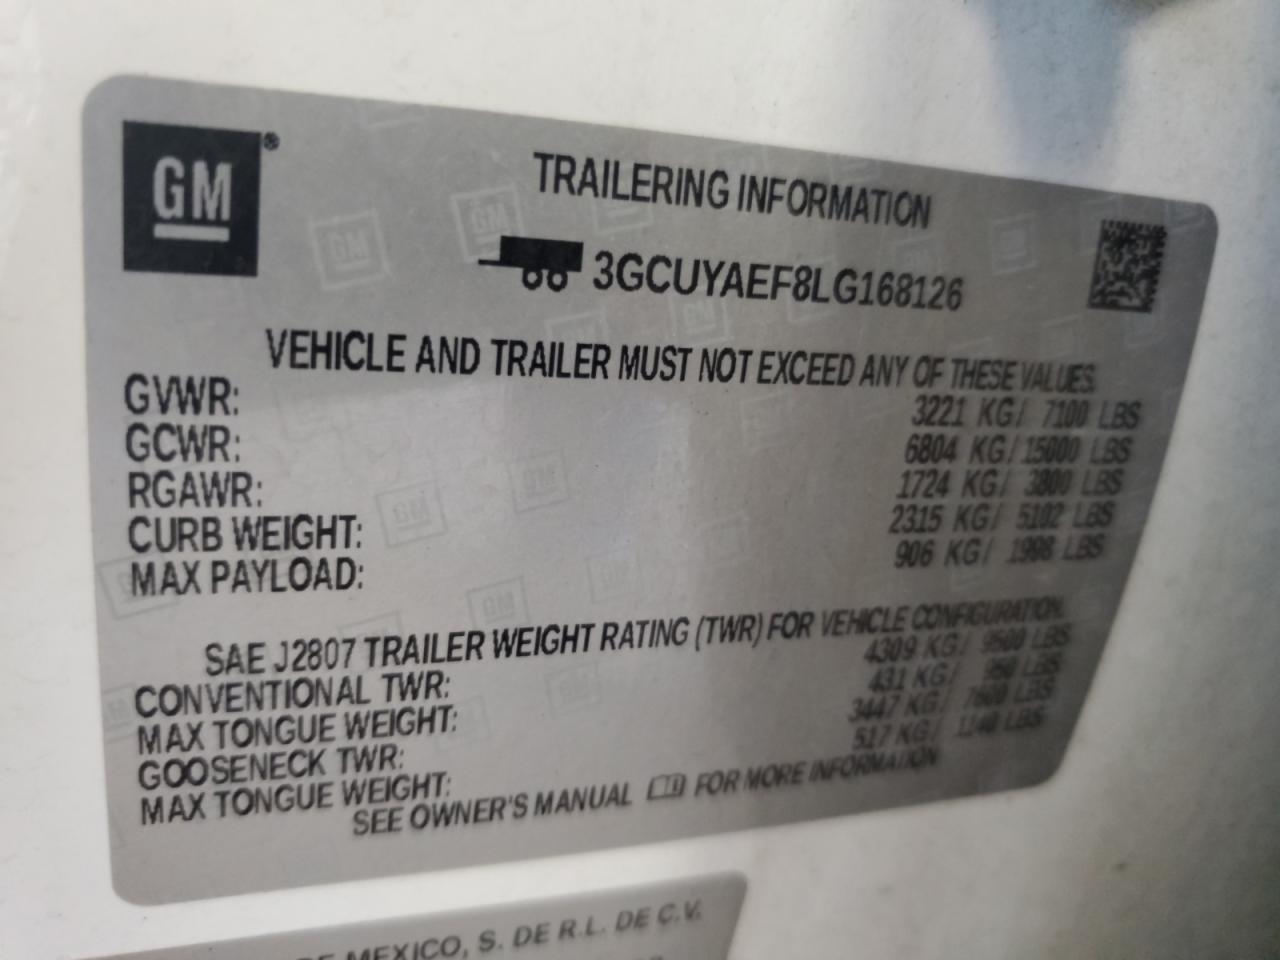 GM®
TRAILERING INFORMATION
3GCUYAEF8LG168126
VEHICLE AND TRAILER MUST NOT EXCEED ANY OF THESE VALUES.
GVWR: 3221 KG/ 7100 LBS
GCWR: 6804 KG/ 15000 LBS
RGAWR: 1724 KG/ 3800 LBS
CURB WEIGHT: 2315 KG/ 5102 LBS
MAX PAYLOAD: 906 KG/ 1998 LBS
SAE J2807 TRAILER WEIGHT RATING (TWR) FOR VEHICLE CONFIGURATION.
CONVENTIONAL TWR: 4309 KG/ 9500 LBS
MAX TONGUE WEIGHT: 431 KG/ 950 LBS
GOOSENECK TWR: 3447 KG/ 7600 LBS
MAX TONGUE WEIGHT: 517 KG/ 1140 LBS
SEE OWNER'S MANUAL FOR MORE INFORMATION
DE MEXICO, S. DE R.L. DE C.V.